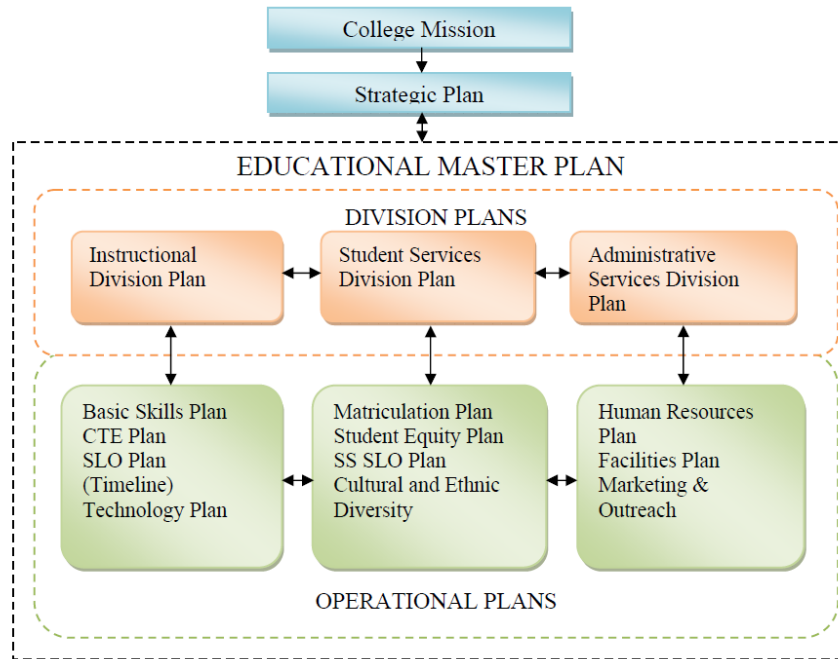 College Mission
Strategic Plan
EDUCATIONAL MASTER PLAN
DIVISION PLANS
Instructional
Division Plan
Student Services
Division Plan
Administrative
Services Division
Plan
Basic Skills Plan
CTE Plan
SLO Plan
(Timeline)
Technology Plan
Matriculation Plan
Student Equity Plan
SS SLO Plan
Cultural and Ethnic
Diversity
Human Resources
Plan
Facilities Plan
Marketing &
Outreach
OPERATIONAL PLANS